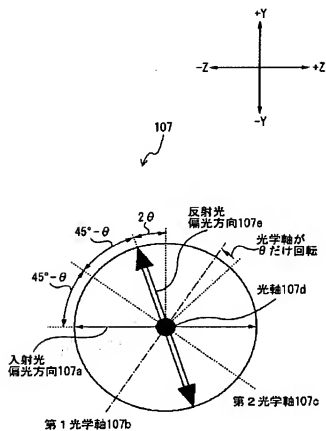 +Y
-Z
+Z
-Y
107
2θ
反射光
偏光方向107e
45°-θ
光学軸が
θだけ回転
45°-θ
光軸107d
入射光
偏光方向107a
第2光学軸107c
第1光学軸107b